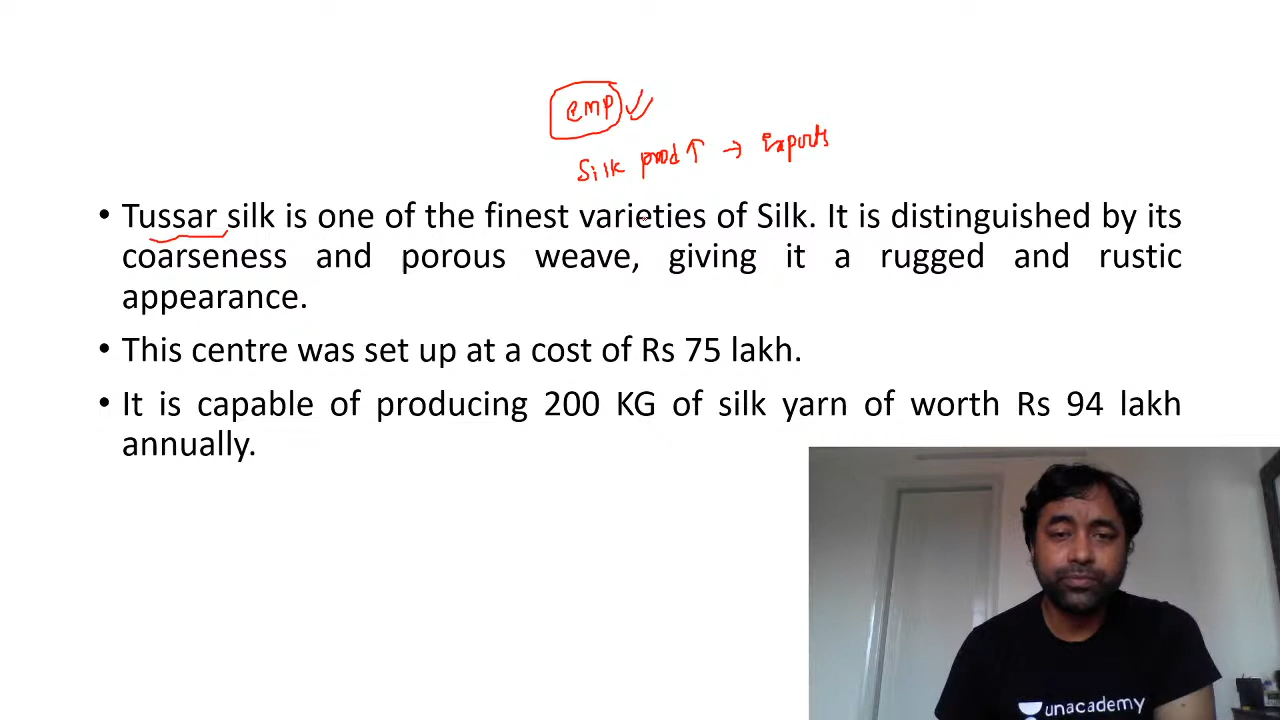 emp
Silk prod ↑ → Exports
• Tussar silk is one of the finest varieties of Silk. It is distinguished by its
coarseness and porous weave, giving it a rugged and rustic
appearance.
• This centre was set up at a cost of Rs 75 lakh.
• It is capable of producing 200 KG of silk yarn of worth Rs 94 lakh
annually.
unacademy